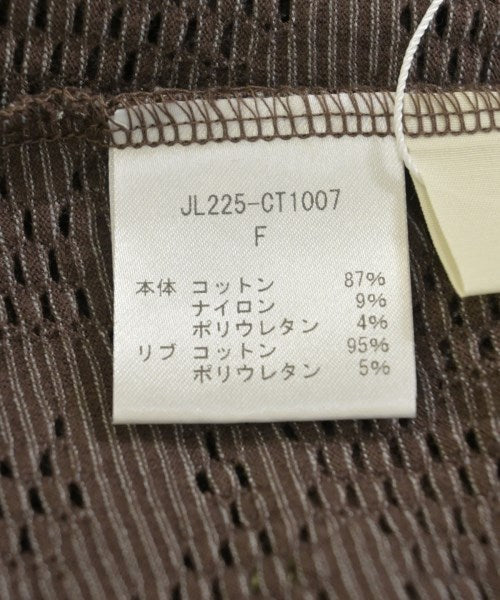 JL225-CT1007
F
本体 コットン 87%
ナイロン 9%
ポリウレタン 4%
リブ コットン 95%
ポリウレタン 5%